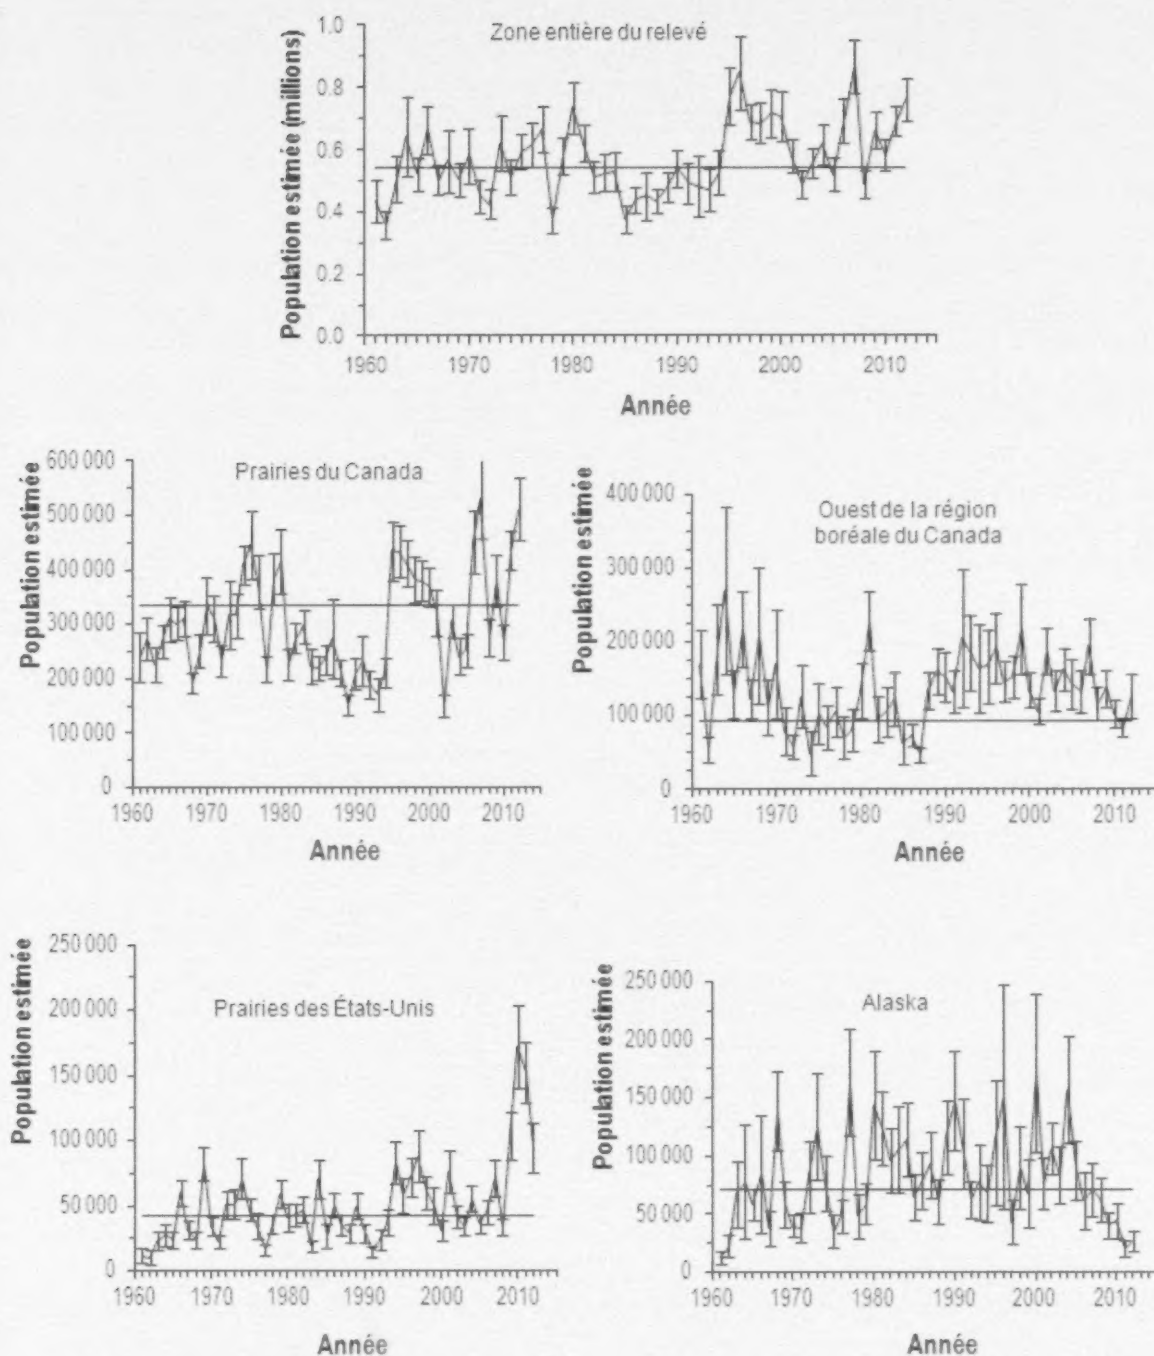 Zone entière du relevé
Population estimée (millions)
1.0
0.8
0.6
0.4
0.2
0.0
1960 1970 1980 1990 2000 2010
Année
Prairies du Canada
Population estimée
600 000
500 000
400 000
300 000
200 000
100 000
0
1960 1970 1980 1990 2000 2010
Année
Ouest de la région
boréale du Canada
Population estimée
400 000
300 000
200 000
100 000
0
1960 1970 1980 1990 2000 2010
Année
Prairies des États-Unis
Population estimée
250 000
200 000
150 000
100 000
50 000
0
1960 1970 1980 1990 2000 2010
Année
Alaska
Population estimée
250 000
200 000
150 000
100 000
50 000
0
1960 1970 1980 1990 2000 2010
Année